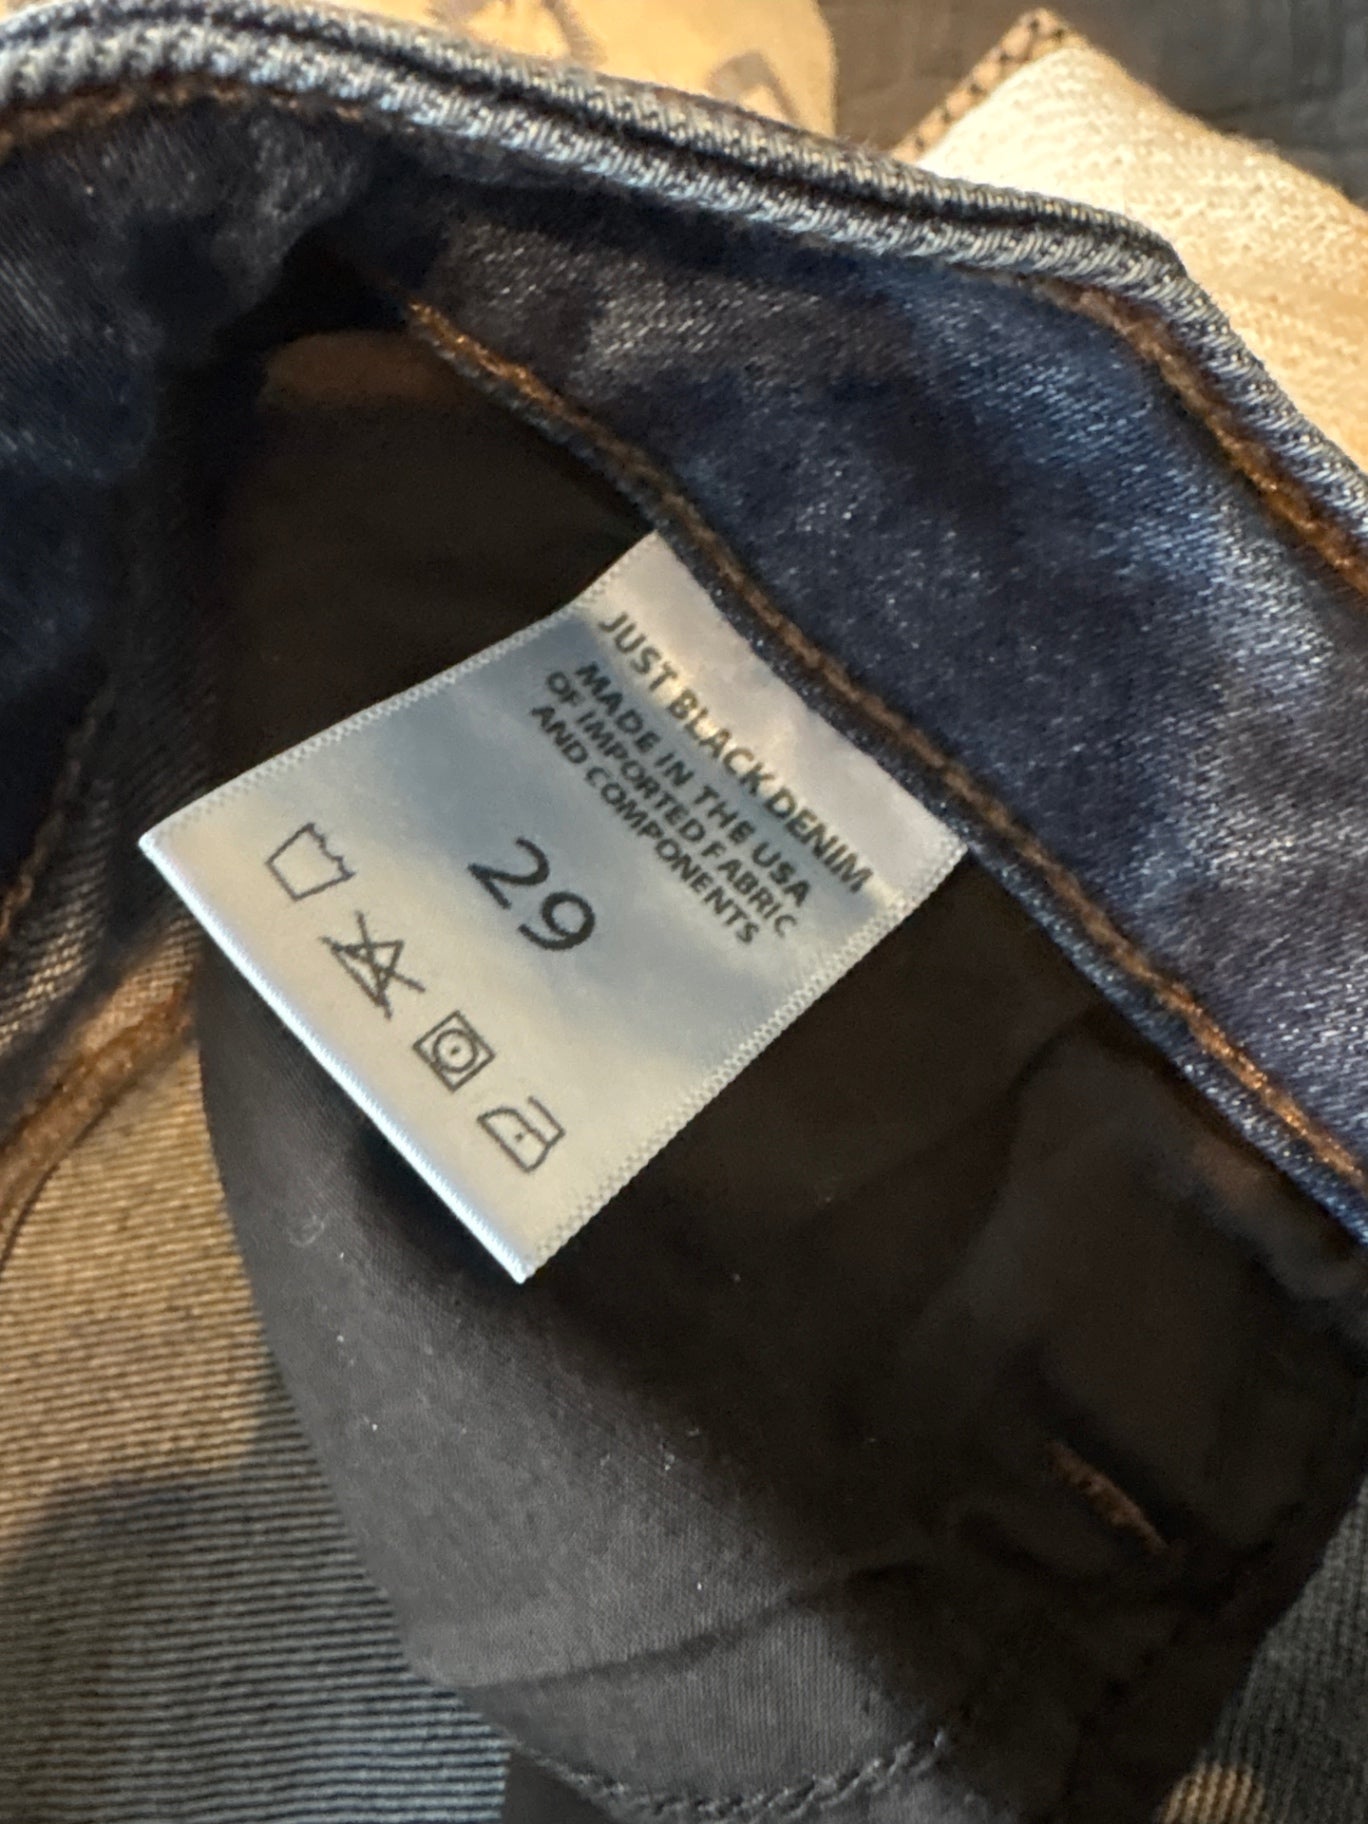 JUST BLACK DENIM
MADE IN THE USA
OF IMPORTED FABRIC
AND COMPONENTS
29